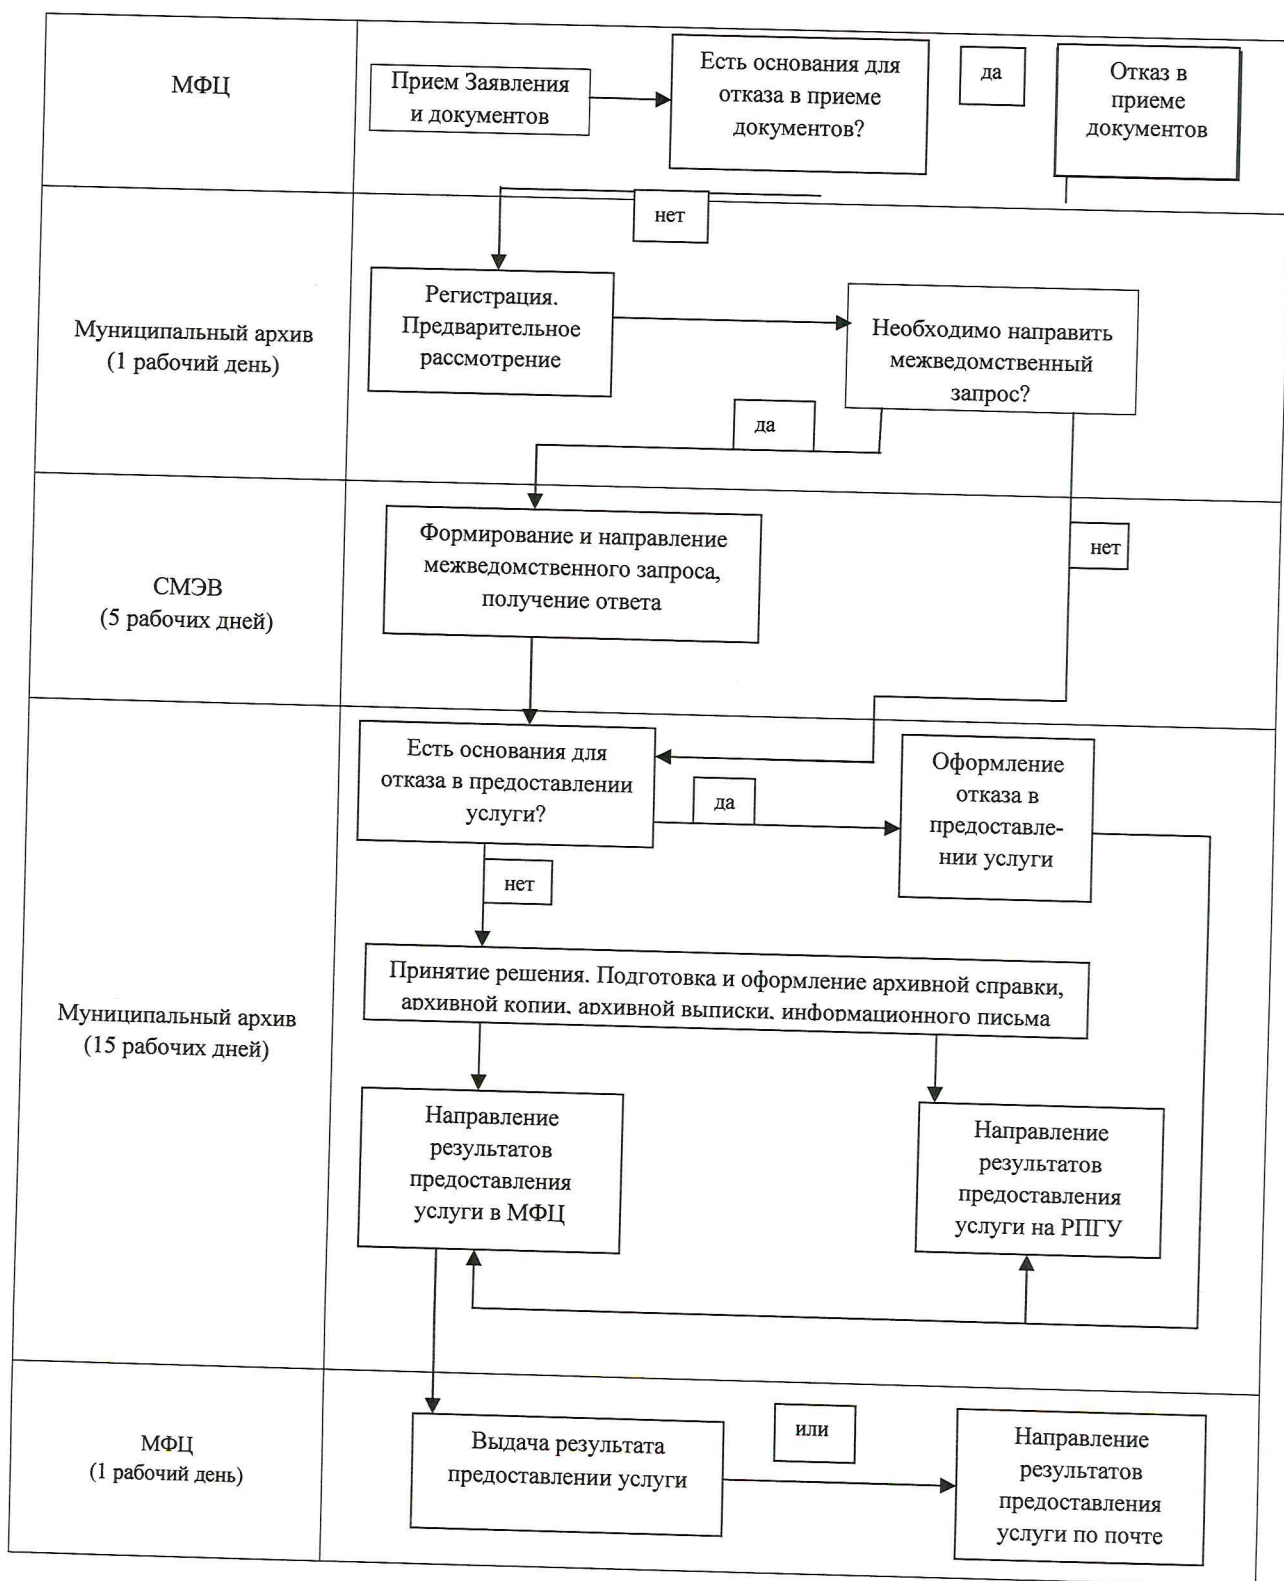 МФЦ
Прием Заявления
и документов
Есть основания для
отказа в приеме
документов?
да
Отказ в
приеме
документов
нет
Муниципальный архив
(1 рабочий день)
Регистрация.
Предварительное
рассмотрение
Необходимо направить
межведомственный
запрос?
да
СМЭВ
(5 рабочих дней)
Формирование и направление
межведомственного запроса,
получение ответа
нет
Муниципальный архив
(15 рабочих дней)
Есть основания для
отказа в предоставлении
услуги?
да
Оформление
отказа в
предоставле-
нии услуги
нет
Принятие решения. Подготовка и оформление архивной справки,
архивной копии, архивной выписки, информационного письма
Направление
результатов
предоставления
услуги в МФЦ
Направление
результатов
предоставления
услуги на РПГУ
МФЦ
(1 рабочий день)
Выдача результата
предоставлении услуги
или
Направление
результатов
предоставления
услуги по почте